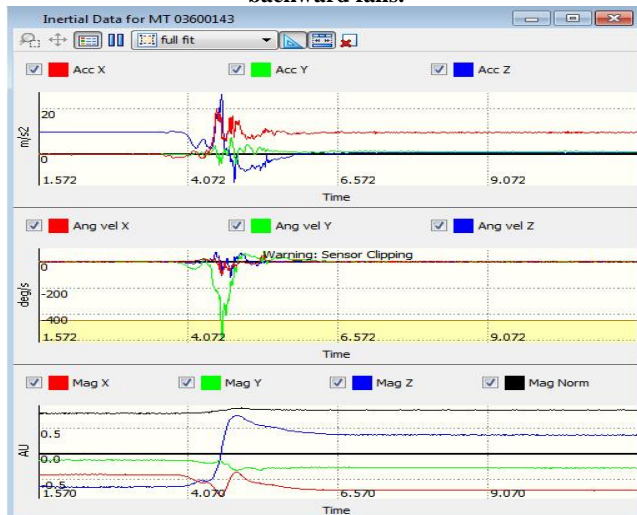 backward falls.
Inertial Data for MT 03600143
full fit
Acc X Acc Y Acc Z
20
m/s2
0
1.572 4.072 6.572 9.072
Time
Ang vel X Ang vel Y Ang vel Z
Warning: Sensor Clipping
0
deg/s
-200
-400
1.572 4.072 6.572 9.072
Time
Mag X Mag Y Mag Z Mag Norm
0.5
AU
0.0
-0.5
1.570 4.070 6.570 9.070
Time